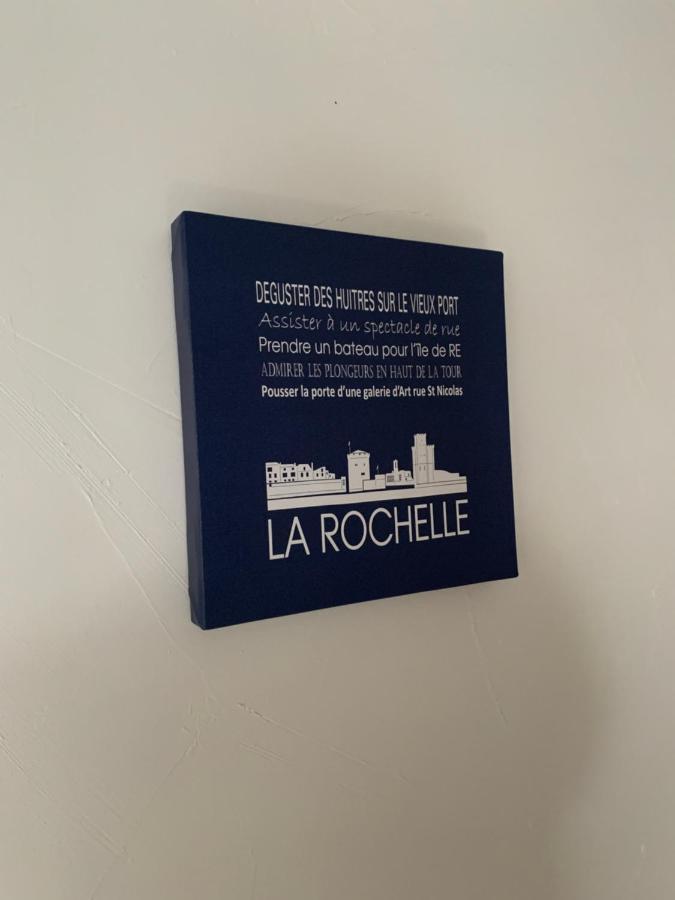 DEGUSTER DES HUITRES SUR LE VIEUX PORT
Assister à un spectacle de rue
Prendre un bateau pour l'île de RE
ADMIRER LES PLONGEURS EN HAUT DE LA TOUR
Pousser la porte d'une galerie d'Art rue St Nicolas
LA ROCHELLE